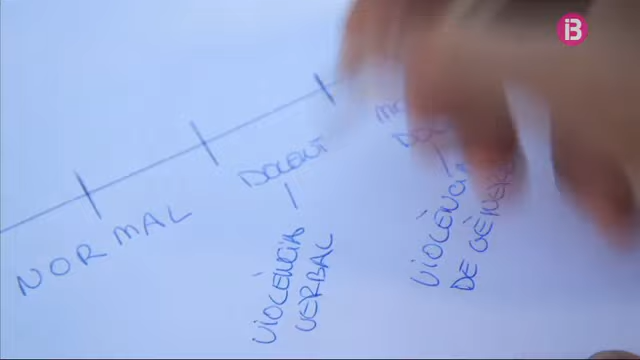 NORMAL
DOLENT
VIOLÈNCIA
VERBAL
VIOLÈNCIA
DE GÈNERE